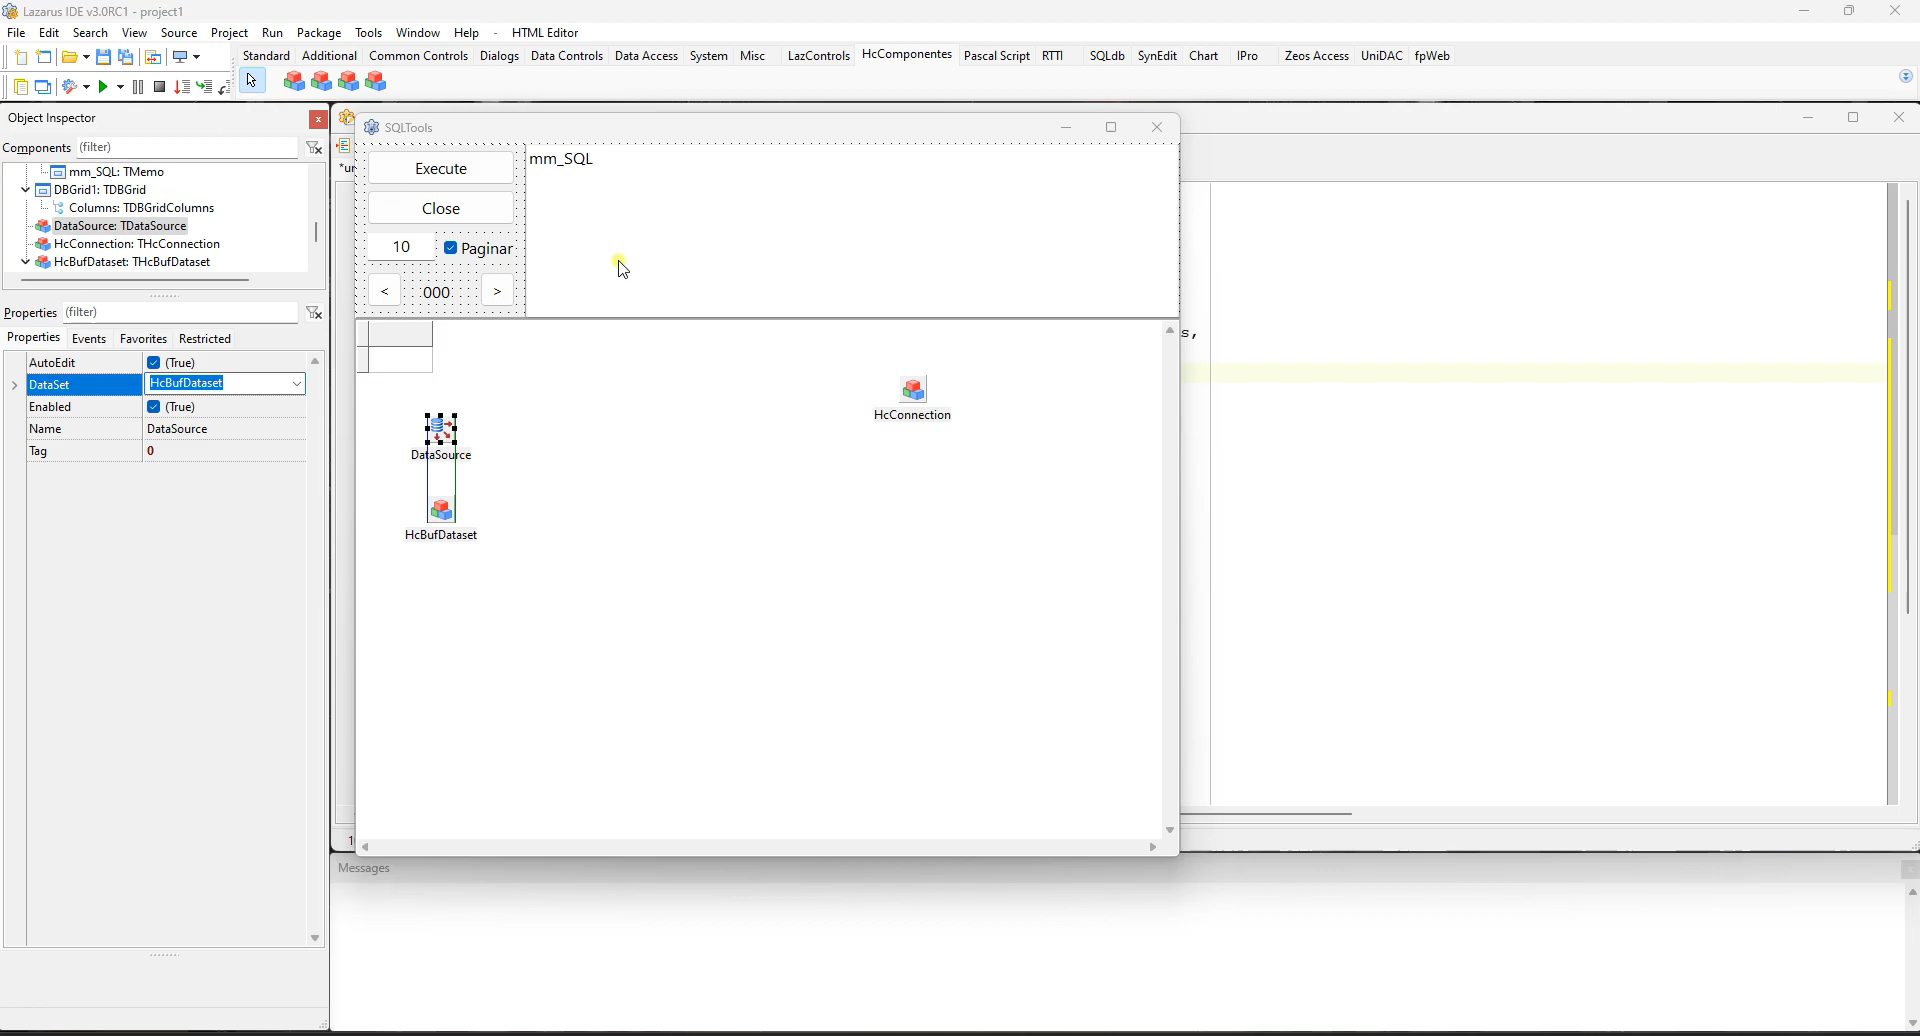 Lazarus IDE v3.0RC1 - project1
File Edit Search View Source Project Run Package Tools Window Help - HTML Editor
Standard Additional Common Controls Dialogs Data Controls Data Access System Misc LazControls HcComponentes Pascal Script RTTI SQLdb SynEdit Chart IPro Zeos Access UniDAC fpWeb
Object Inspector
Components (filter)
mm_SQL: TMemo
DBGrid1: TDBGrid
Columns: TDBGridColumns
DataSource: TDataSource
HcConnection: THcConnection
HcBufDataset: THcBufDataset
Properties (filter)
Properties Events Favorites Restricted
AutoEdit (True)
DataSet HcBufDataset
Enabled (True)
Name DataSource
Tag 0
SQLTools
Execute
mm_SQL
Close
10 Paginar
< 000 >
s,
HcConnection
DataSource
HcBufDataset
Messages